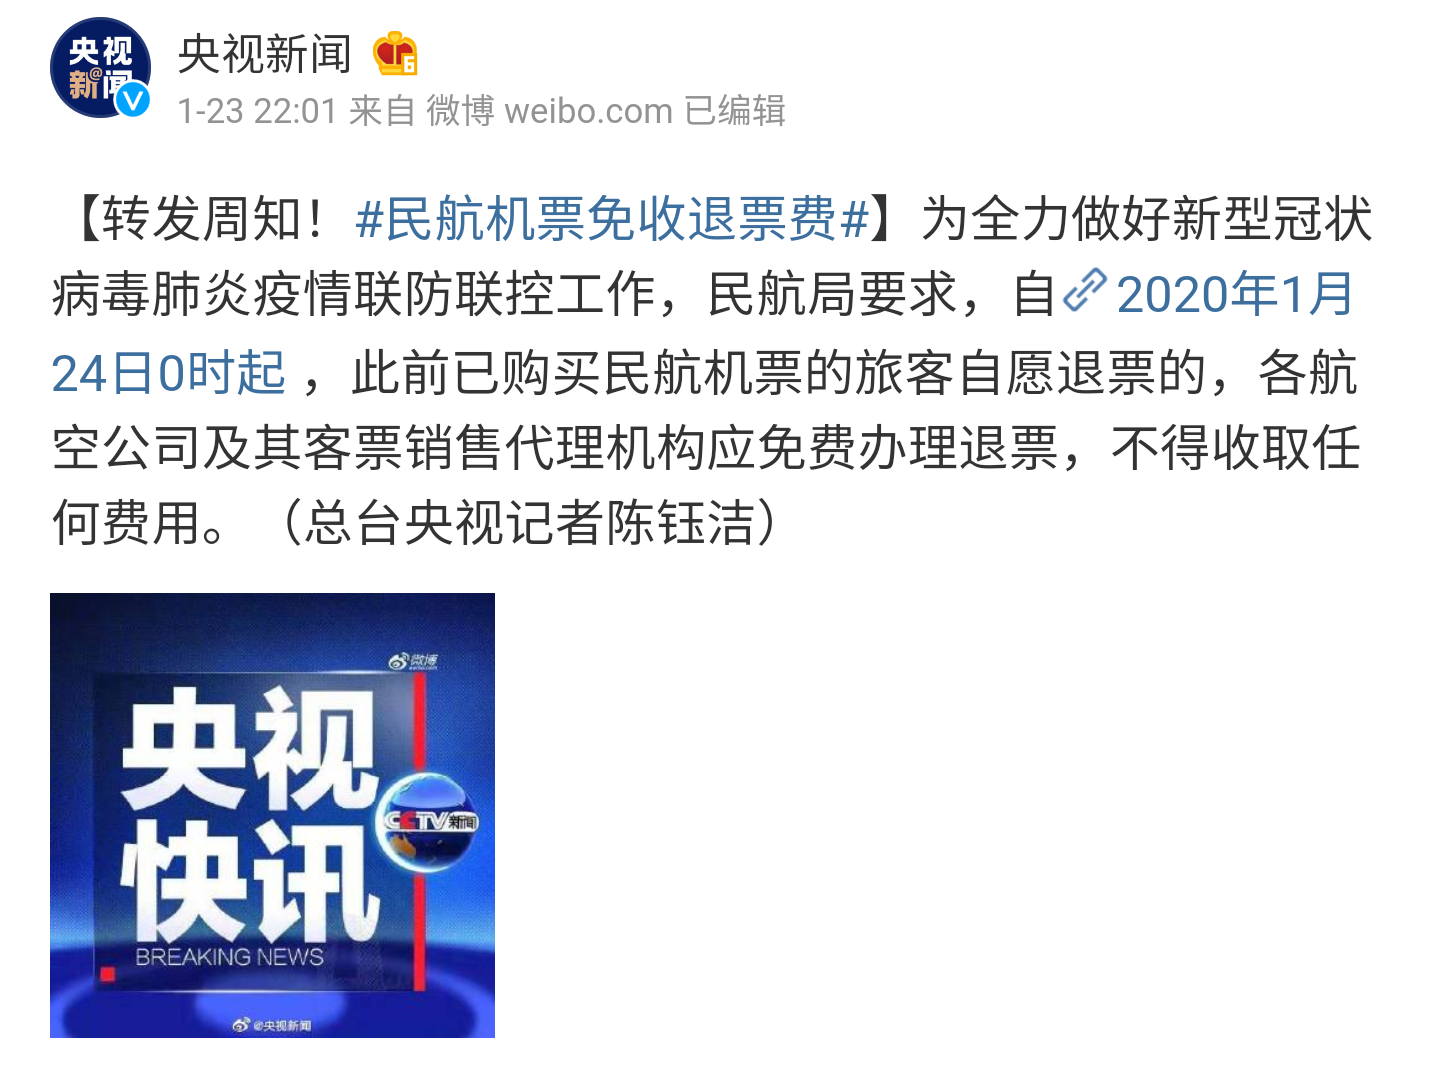 央视
新@闻
央视新闻
6
1-23 22:01 来自 微博 weibo.com 已编辑
【转发周知！#民航机票免收退票费#】为全力做好新型冠状
病毒肺炎疫情联防联控工作，民航局要求，自2020年1月
24日0时起 ，此前已购买民航机票的旅客自愿退票的，各航
空公司及其客票销售代理机构应免费办理退票，不得收取任
何费用。（总台央视记者陈钰洁）
微博
weibo.com
央视
快讯
CCTV新闻
BREAKING NEWS
@央视新闻